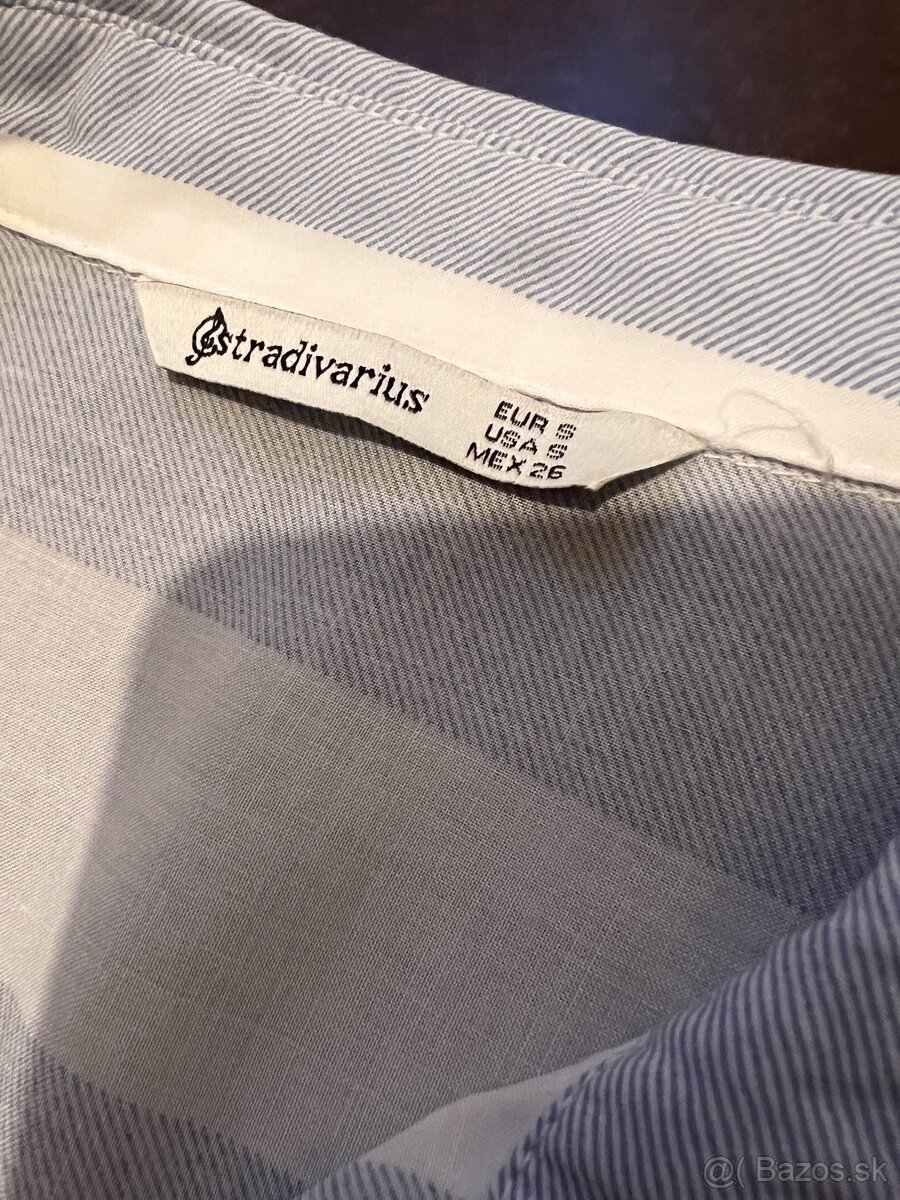 stradivarius
EUR S
USA S
MEX 26
@( Bazos.sk